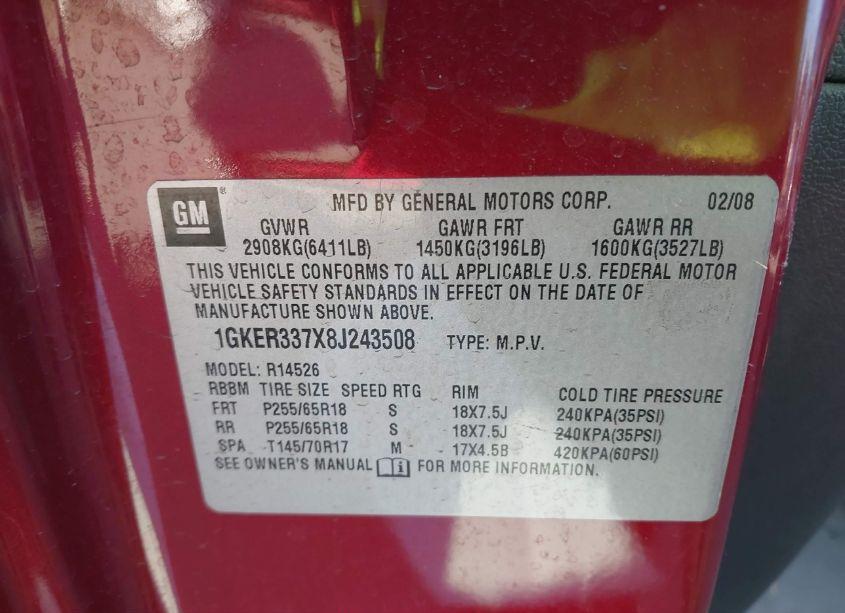 GM® MFD BY GENERAL MOTORS CORP. 02/08
GVWR GAWR FRT GAWR RR
2908KG(6411LB) 1450KG(3196LB) 1600KG(3527LB)
THIS VEHICLE CONFORMS TO ALL APPLICABLE U.S. FEDERAL MOTOR
VEHICLE SAFETY STANDARDS IN EFFECT ON THE DATE OF
MANUFACTURE SHOWN ABOVE.
1GKER337X8J243508 TYPE: M.P.V.
MODEL: R14526
RBBM TIRE SIZE SPEED RTG RIM COLD TIRE PRESSURE
FRT P255/65R18 S 18X7.5J 240KPA(35PSI)
RR P255/65R18 S 18X7.5J 240KPA(35PSI)
SPA T145/70R17 M 17X4.5B 420KPA(60PSI)
SEE OWNER'S MANUAL i FOR MORE INFORMATION.